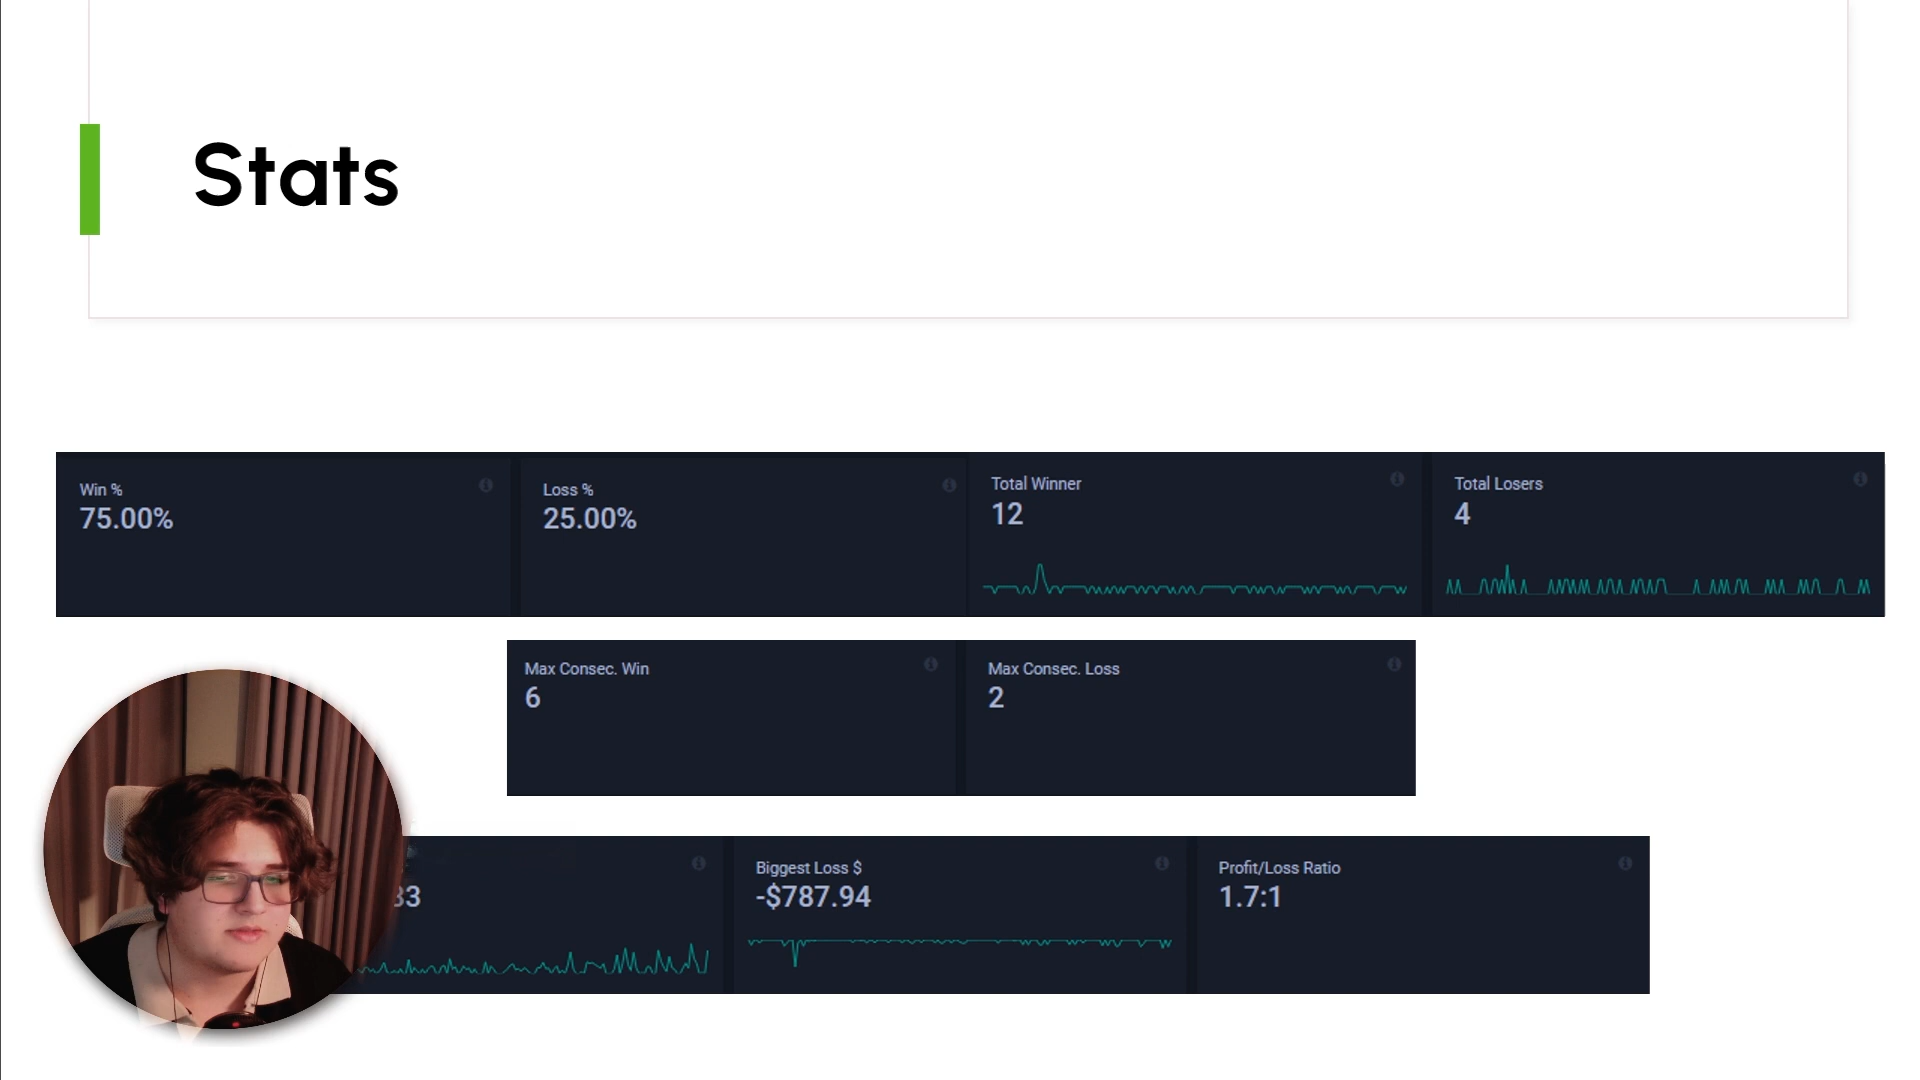 Stats
Win %
75.00%
Loss %
25.00%
Total Winner
12
Total Losers
4
Max Consec. Win
6
Max Consec. Loss
2
Biggest Loss $
-$787.94
Profit/Loss Ratio
1.7:1